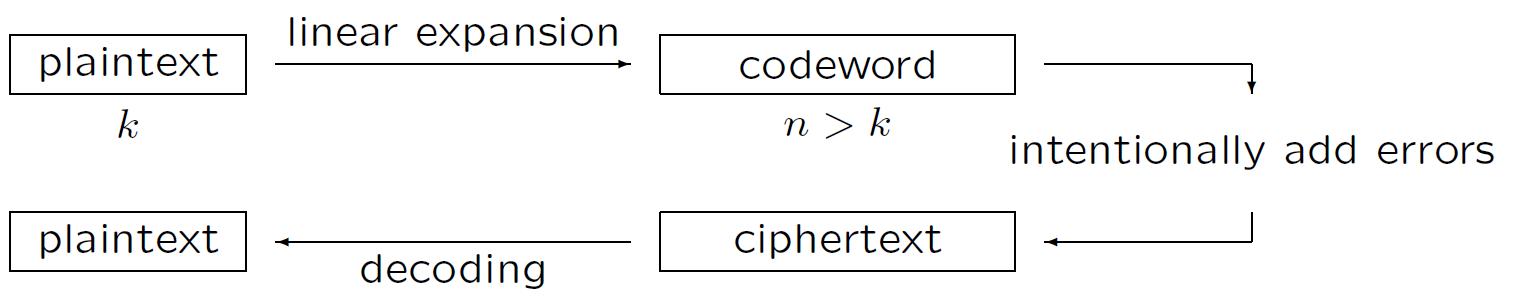 linear expansion
plaintext
codeword
k
n > k
intentionally add errors
plaintext
ciphertext
decoding